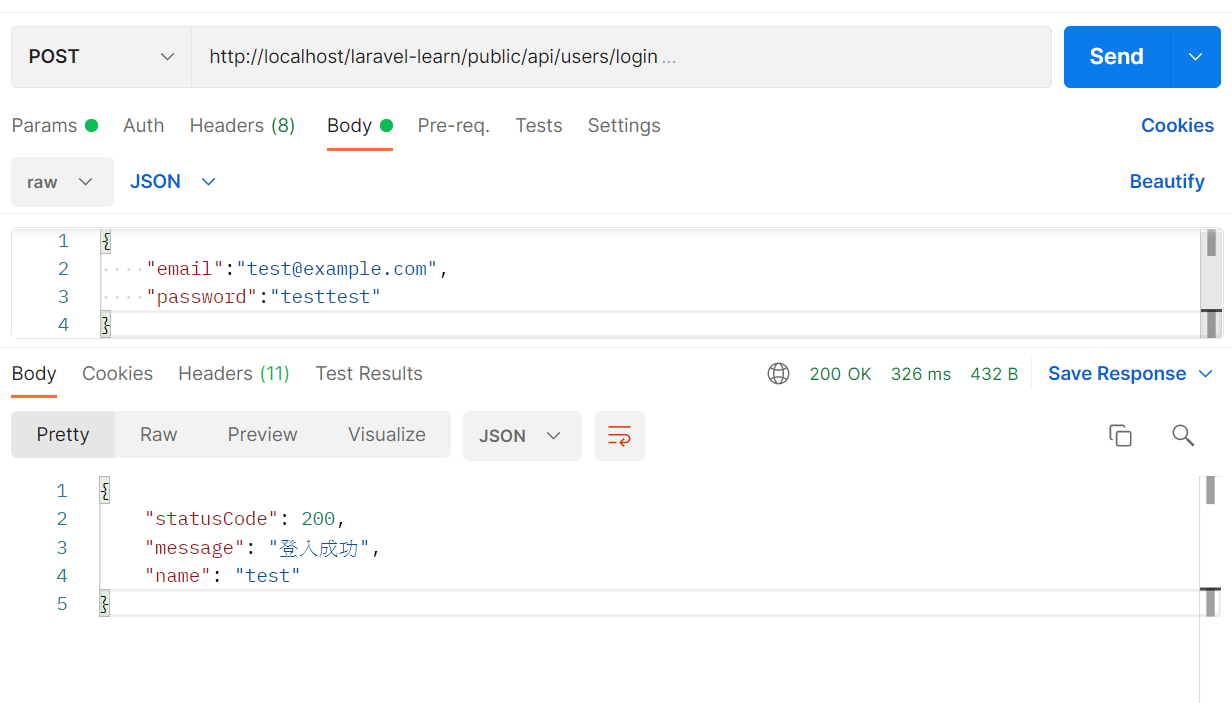 POST http://localhost/laravel-learn/public/api/users/login ... Send
Params Auth Headers (8) Body Pre-req. Tests Settings Cookies
raw JSON Beautify
1 {
2 ····"email":"test@example.com",
3 ····"password":"testtest"
4 }
Body Cookies Headers (11) Test Results 200 OK 326 ms 432 B Save Response
Pretty Raw Preview Visualize JSON
1 {
2 "statusCode": 200,
3 "message": "登入成功",
4 "name": "test"
5 }